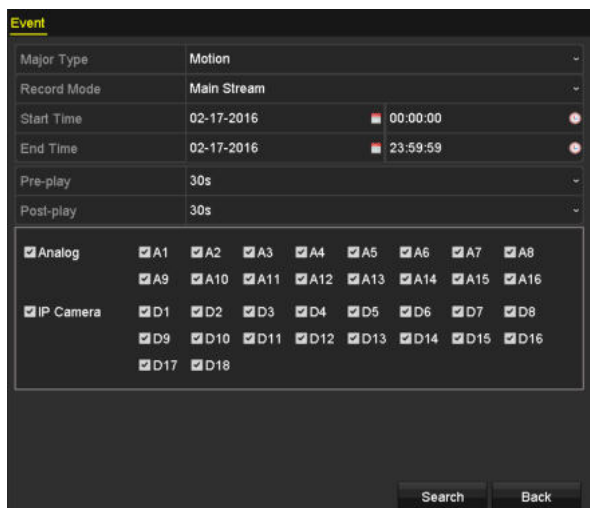 Event
Major Type Motion
Record Mode Main Stream
Start Time 02-17-2016 00:00:00
End Time 02-17-2016 23:59:59
Pre-play 30s
Post-play 30s
Analog A1 A2 A3 A4 A5 A6 A7 A8
A9 A10 A11 A12 A13 A14 A15 A16
IP Camera D1 D2 D3 D4 D5 D6 D7 D8
D9 D10 D11 D12 D13 D14 D15 D16
D17 D18
Search Back